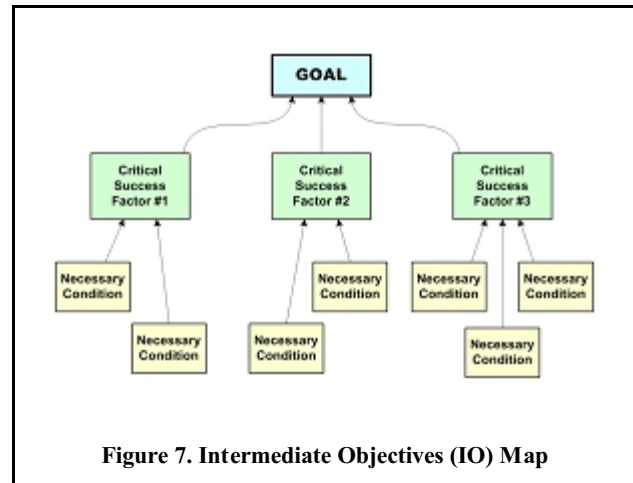 GOAL
Critical
Success
Factor #1
Critical
Success
Factor #2
Critical
Success
Factor #3
Necessary
Condition
Necessary
Condition
Necessary
Condition
Necessary
Condition
Necessary
Condition
Necessary
Condition
Necessary
Condition
Figure 7. Intermediate Objectives (IO) Map